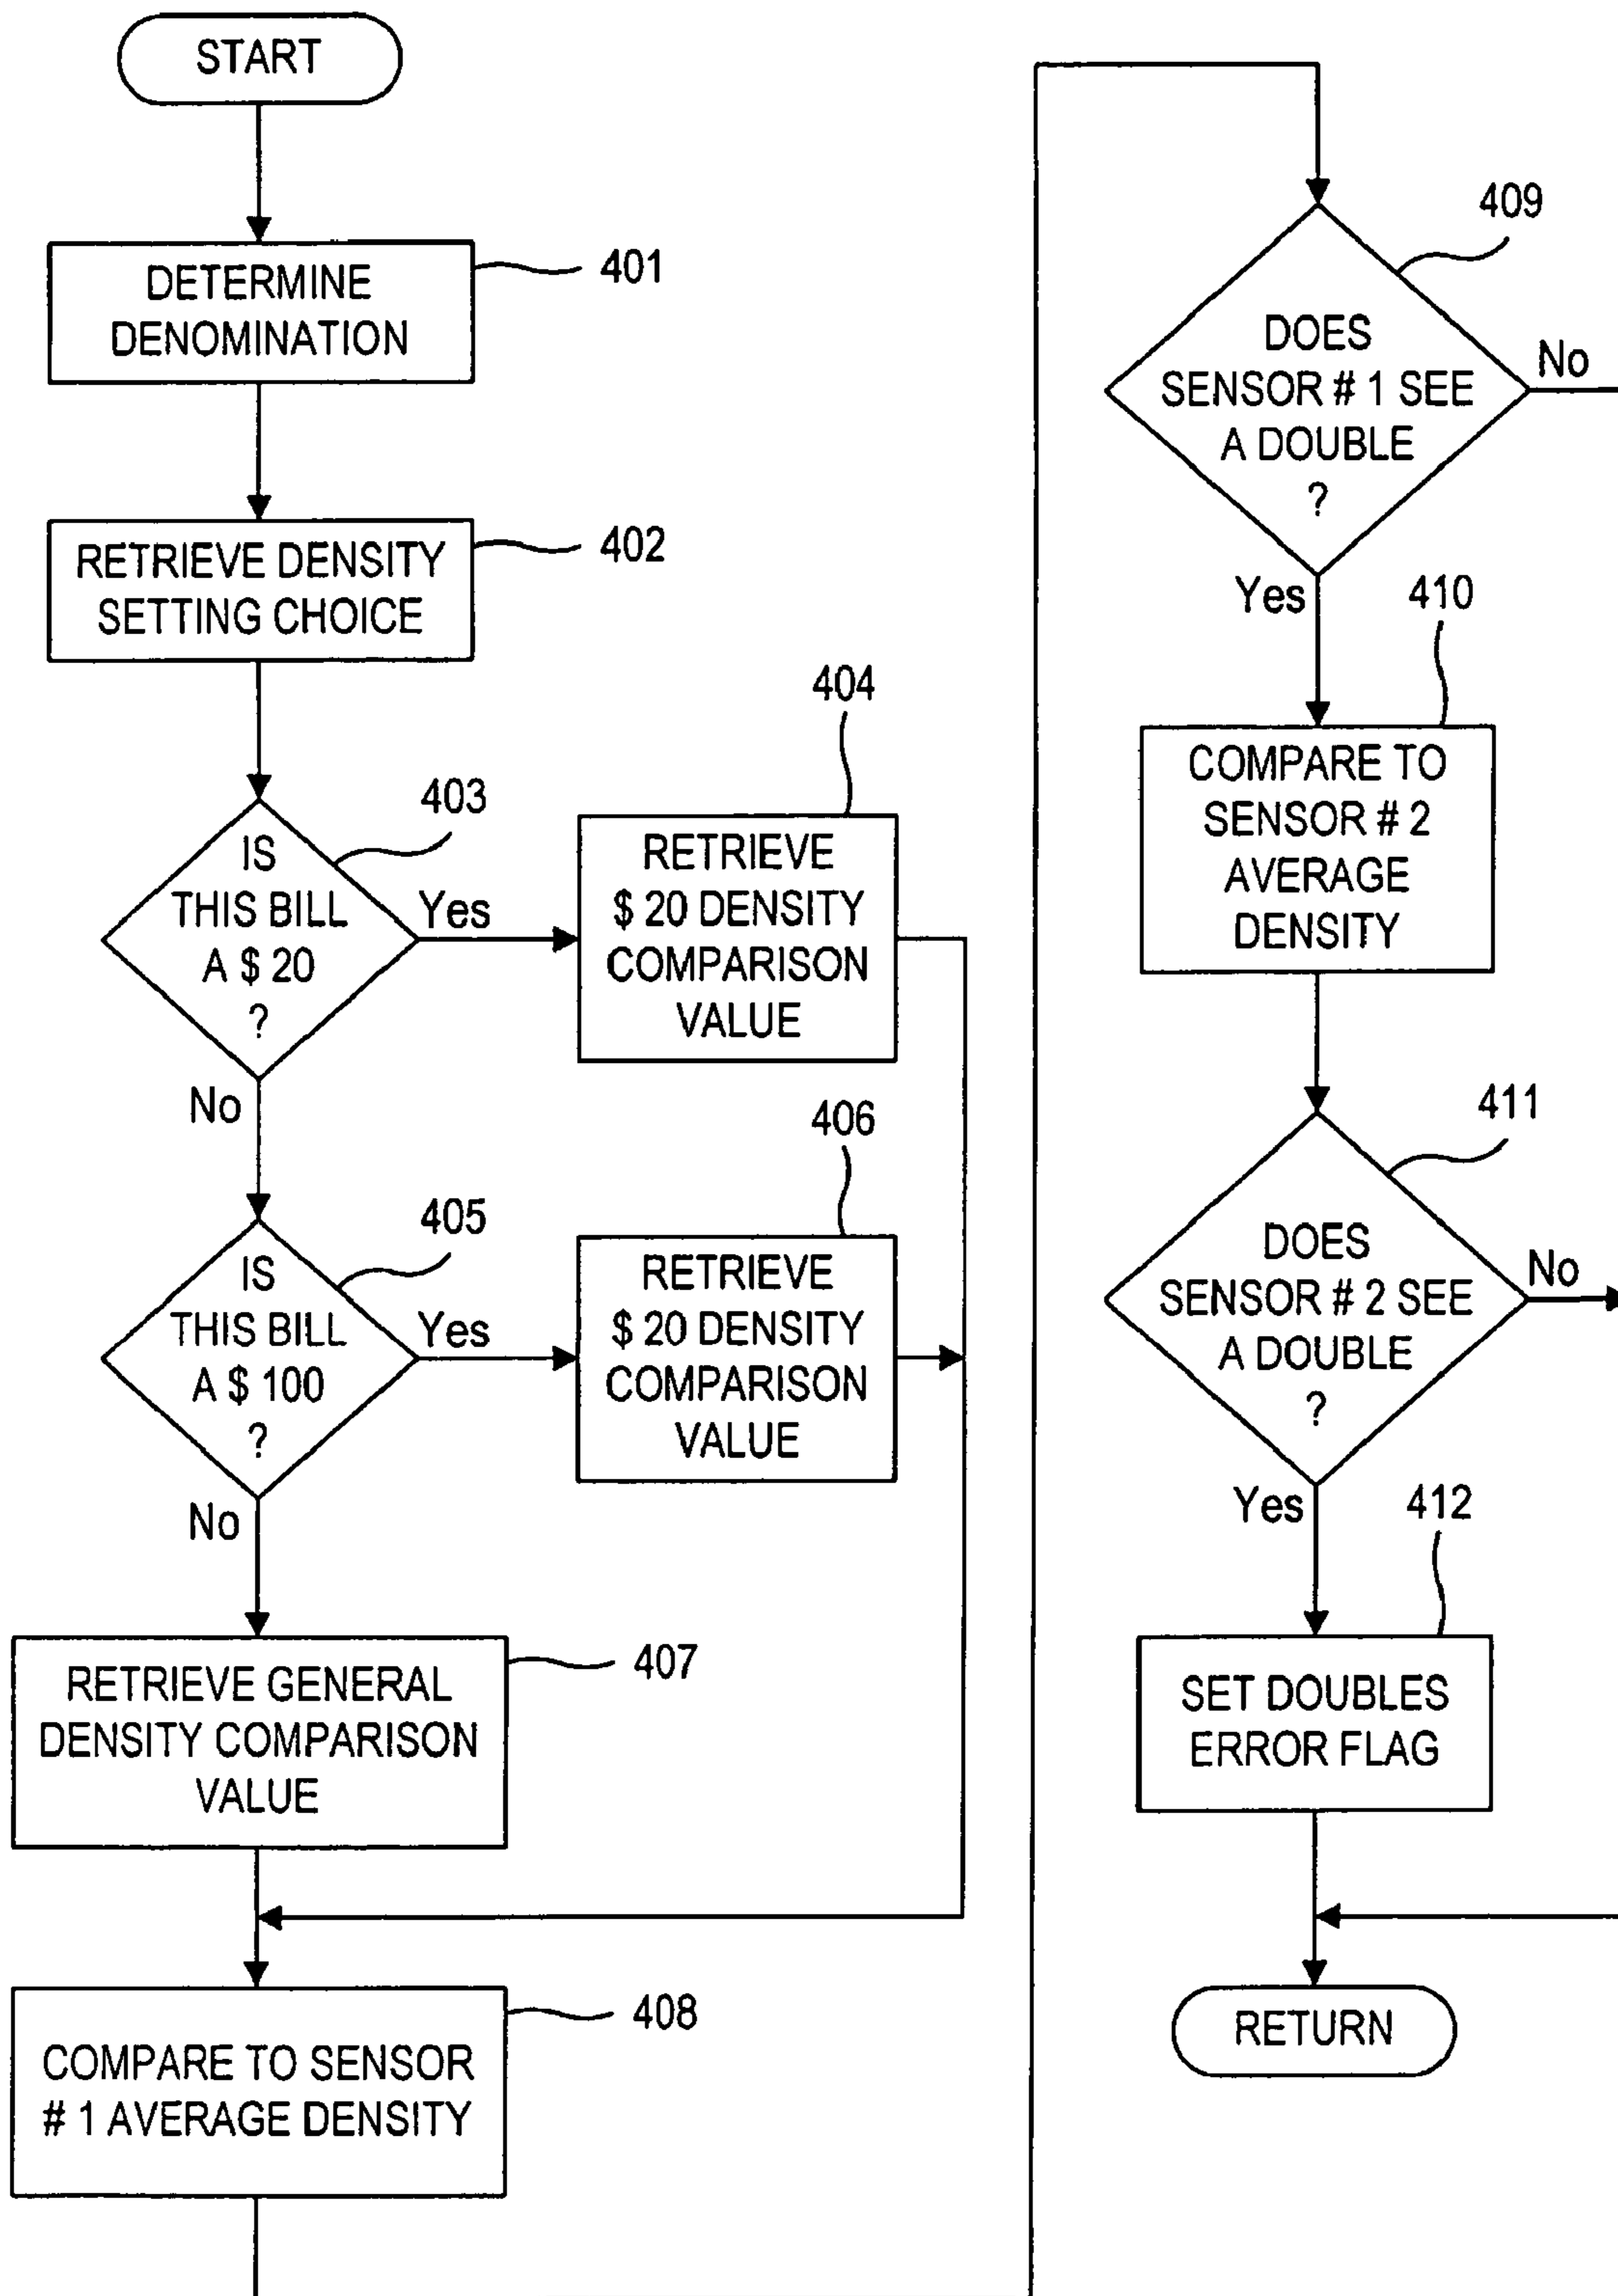 START
DETERMINE
DENOMINATION
401
RETRIEVE DENSITY
SETTING CHOICE
402
403
IS
THIS BILL
A $ 20
?
Yes
No
404
RETRIEVE
$ 20 DENSITY
COMPARISON
VALUE
405
IS
THIS BILL
A $ 100
?
Yes
No
406
RETRIEVE
$ 20 DENSITY
COMPARISON
VALUE
RETRIEVE GENERAL
DENSITY COMPARISON
VALUE
407
COMPARE TO SENSOR
# 1 AVERAGE DENSITY
408
409
DOES
SENSOR # 1 SEE
A DOUBLE
?
No
Yes
410
COMPARE TO
SENSOR # 2
AVERAGE
DENSITY
411
DOES
SENSOR # 2 SEE
A DOUBLE
?
No
Yes
412
SET DOUBLES
ERROR FLAG
RETURN